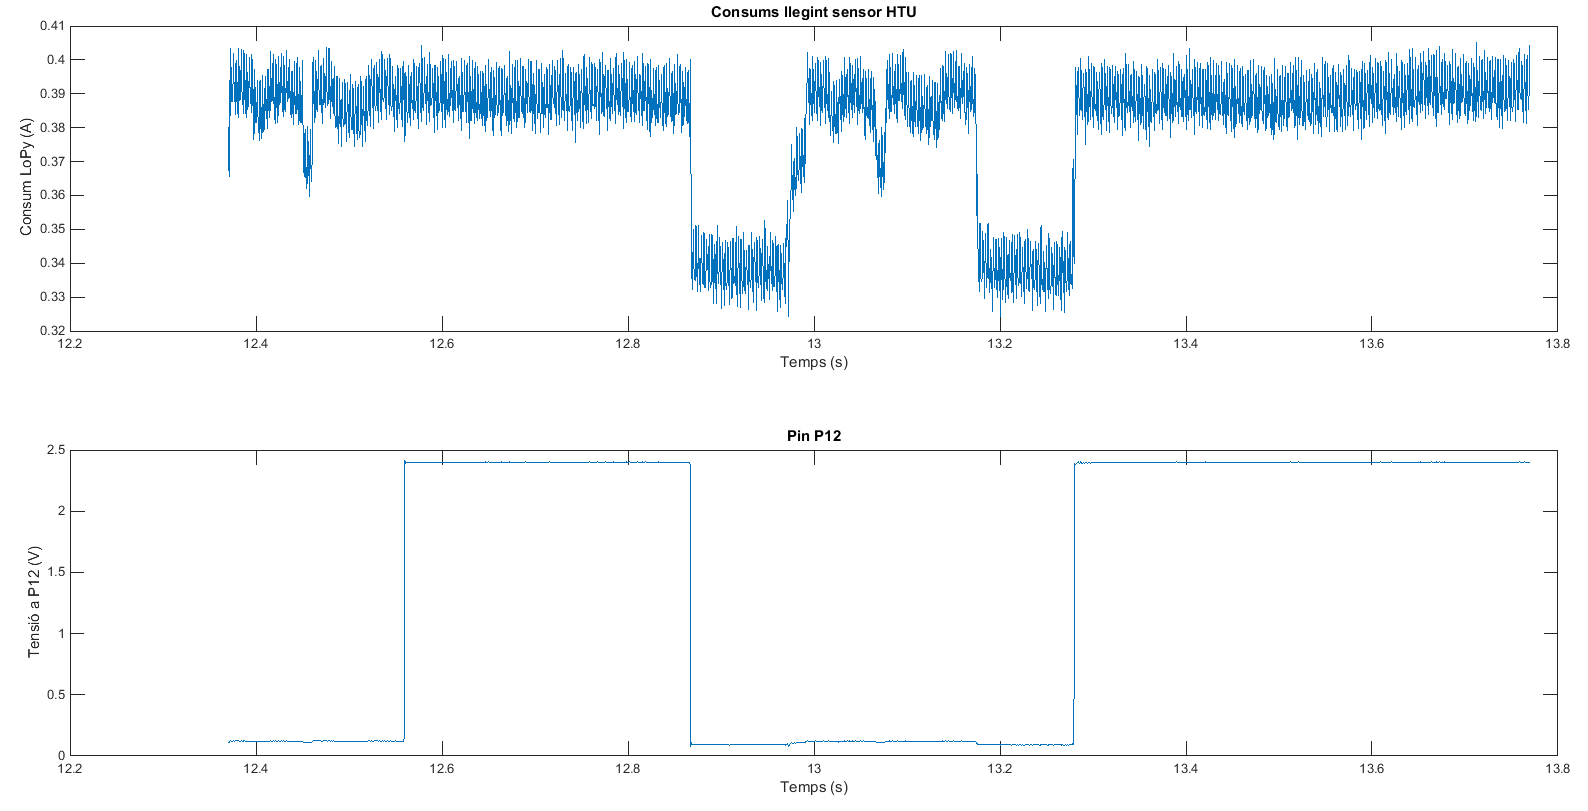 Consums llegint sensor HTU
Consum LoPy (A)
0.41
0.4
0.39
0.38
0.37
0.36
0.35
0.34
0.33
0.32
12.2 12.4 12.6 12.8 13 13.2 13.4 13.6 13.8
Temps (s)
Pin P12
Tensió a P12 (V)
2.5
2
1.5
1
0.5
0
12.2 12.4 12.6 12.8 13 13.2 13.4 13.6 13.8
Temps (s)